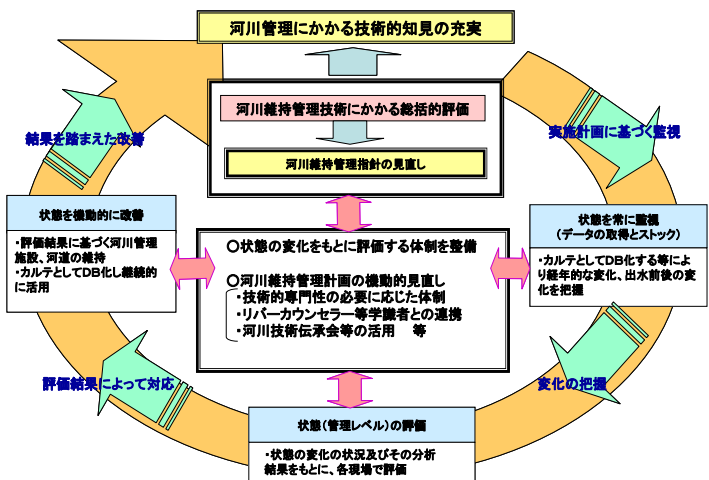 河川管理にかかる技術的知見の充実
河川維持管理技術にかかる総括的評価
河川維持管理指針の見直し
結果を踏まえた改善
実施計画に基づく監視
状態を機動的に改善
・評価結果に基づく河川管理
施設、河道の維持
・カルテとしてDB化し継続的
に活用
○状態の変化をもとに評価する体制を整備
○河川維持管理計画の機動的見直し
・技術的専門性の必要に応じた体制
・リバーカウンセラー等学識者との連携
・河川技術伝承会等の活用 等
状態を常に監視
(データの取得とストック)
・カルテとしてDB化する等によ
り経年的な変化、出水前後の変
化を把握
評価結果によって対応
変化の把握
状態(管理レベル)の評価
・状態の変化の状況及びその分析
結果をもとに、各現場で評価